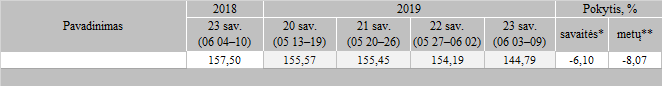 Pavadinimas 2018 2019 Pokytis, %
23 sav. (06 04–10) 20 sav. (05 13–19) 21 sav. (05 20–26) 22 sav. (05 27–06 02) 23 sav. (06 03–09) savaitės* metų**
157,50 155,57 155,45 154,19 144,79 -6,10 -8,07